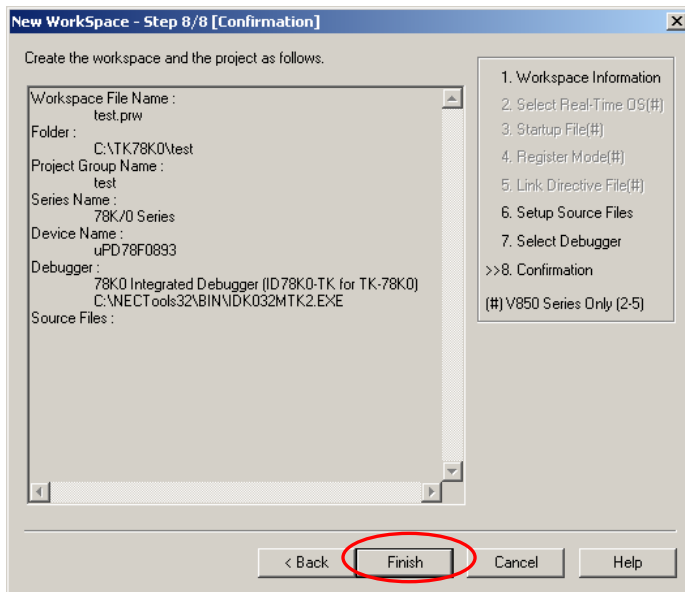 New WorkSpace - Step 8/8 [Confirmation]
Create the workspace and the project as follows.
Workspace File Name :
test.prw
Folder :
C:\TK78K0\test
Project Group Name :
test
Series Name :
78K/0 Series
Device Name :
uPD78F0893
Debugger :
78K0 Integrated Debugger (ID78K0-TK for TK-78K0)
C:\NECTools32\BIN\IDK032MTK2.EXE
Source Files :
1. Workspace Information
2. Select Real-Time OS(#)
3. Startup File(#)
4. Register Mode(#)
5. Link Directive File(#)
6. Setup Source Files
7. Select Debugger
>>8. Confirmation
(#) V850 Series Only (2-5)
< Back
Finish
Cancel
Help